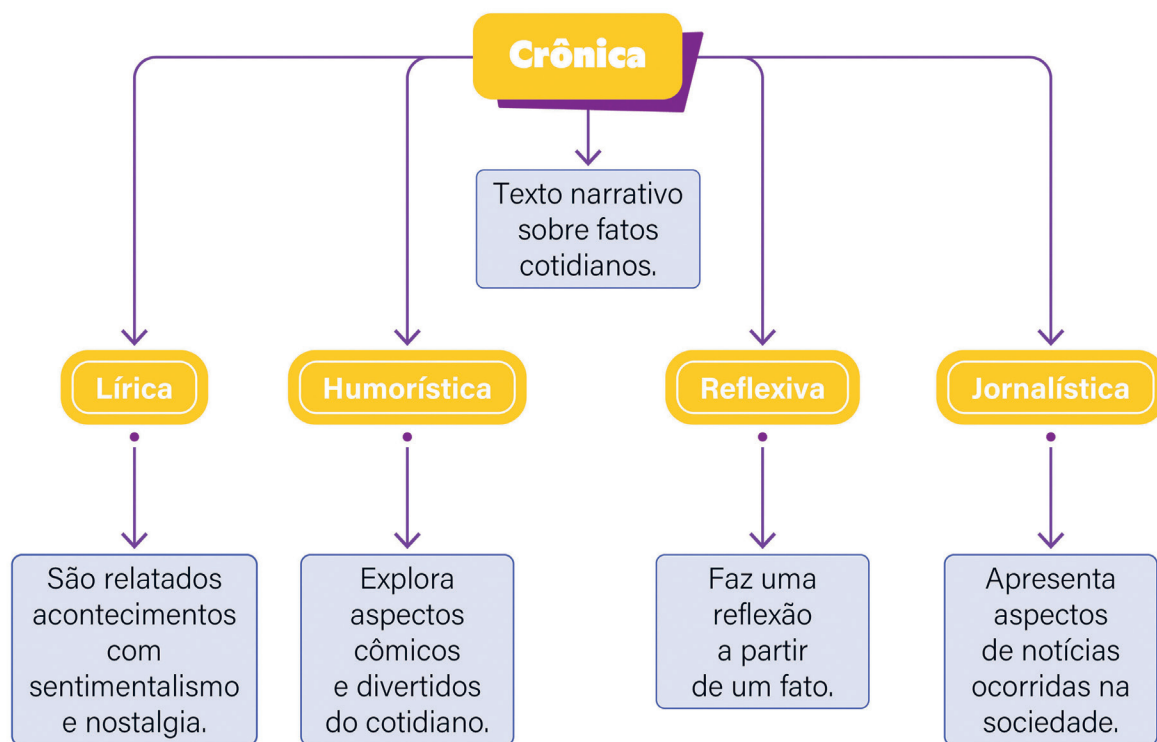 Crônica
Texto narrativo
sobre fatos
cotidianos.
Lírica
São relatados
acontecimentos
com
sentimentalismo
e nostalgia.
Humorística
Explora
aspectos
cômicos
e divertidos
do cotidiano.
Reflexiva
Faz uma
reflexão
a partir
de um fato.
Jornalística
Apresenta
aspectos
de notícias
ocorridas na
sociedade.